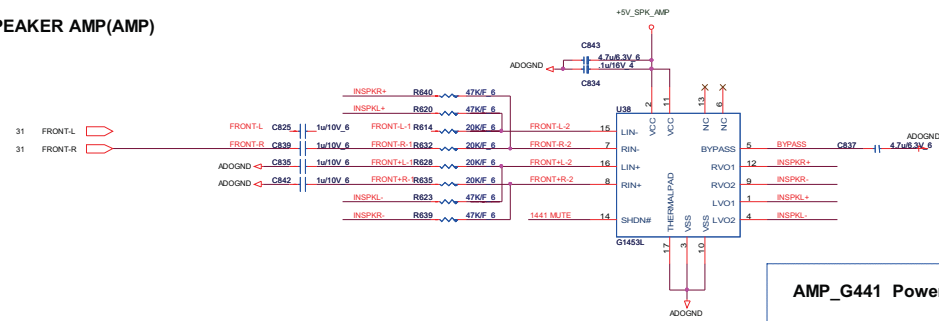 +5V_SPK_AMP
PEAKER AMP(AMP)
C843
4.7u/6.3V_6
ADOGND
.1u/16V_4
C834
INSPKR+ R640 47K/F_6
INSPKL+ R620 47K/F_6
U38
2 VCC
11 VCC
13 NC
6 NC
31 FRONT-L
FRONT-L C825 1u/10V_6 FRONT-L-1 R614 20K/F_6 FRONT-L-2 15 LIN-
31 FRONT-R
FRONT-R C839 1u/10V_6 FRONT-R-1 R632 20K/F_6 FRONT-R-2 7 RIN-
BYPASS 5 BYPASS C837 4.7u/6.3V_6 ADOGND
ADOGND C835 1u/10V_6 FRONT+L-1 R628 20K/F_6 FRONT+L-2 16 LIN+
RVO1 12 INSPKR+
ADOGND C842 1u/10V_6 FRONT+R-1 R635 20K/F_6 FRONT+R-2 8 RIN+
RVO2 9 INSPKR-
INSPKL- R623 47K/F_6
LVO1 1 INSPKL+
INSPKR- R639 47K/F_6 1441 MUTE 14 SHDN#
LVO2 4 INSPKL-
THERMALPAD 17
VSS 3
VSS 10
G1453L
ADOGND
AMP_G441 Power